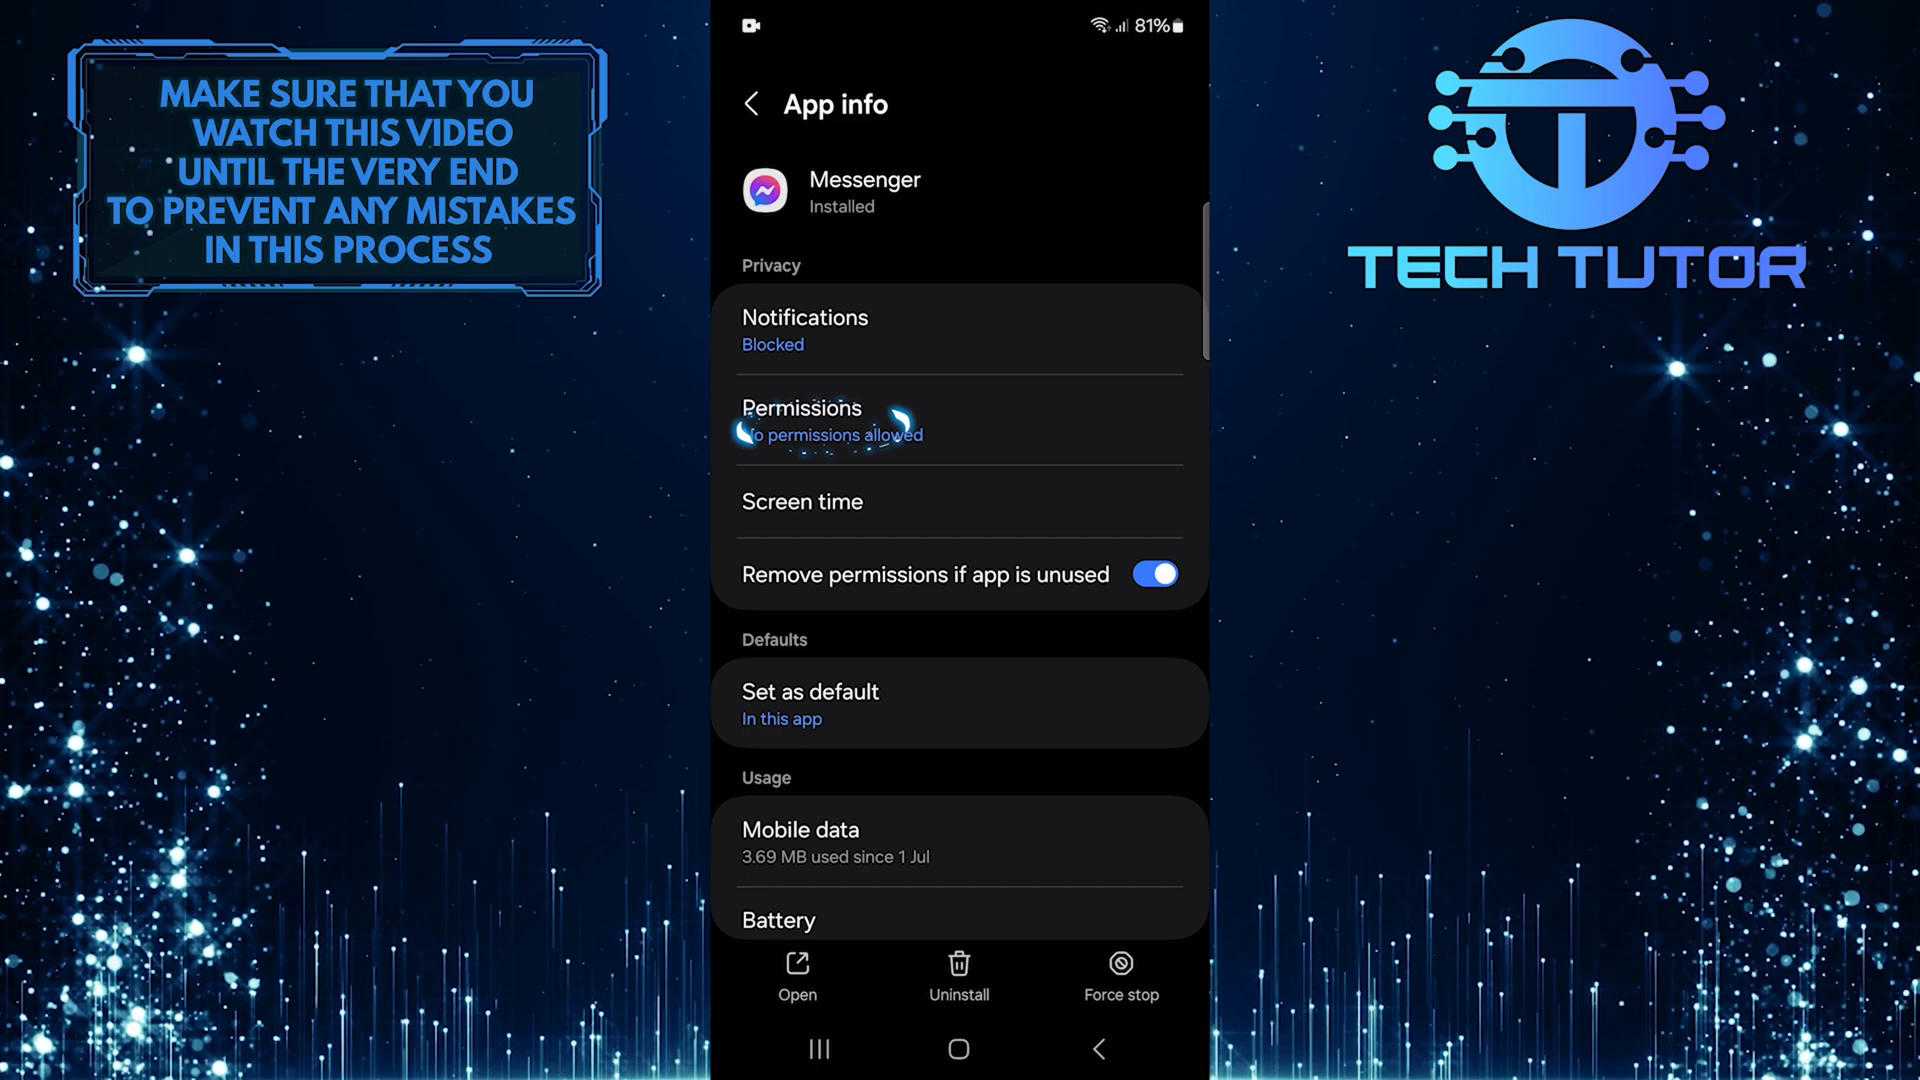 MAKE SURE THAT YOU
WATCH THIS VIDEO
UNTIL THE VERY END
TO PREVENT ANY MISTAKES
IN THIS PROCESS
81%
App info
Messenger
Installed
Privacy
Notifications
Blocked
Permissions
No permissions allowed
Screen time
Remove permissions if app is unused
Defaults
Set as default
In this app
Usage
Mobile data
3.69 MB used since 1 Jul
Battery
Open
Uninstall
Force stop
TECH TUTOR